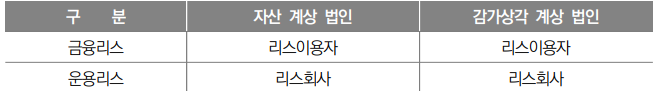 구 분 자산 계상 법인 감가상각 계상 법인
금융리스 리스이용자 리스이용자
운용리스 리스회사 리스회사